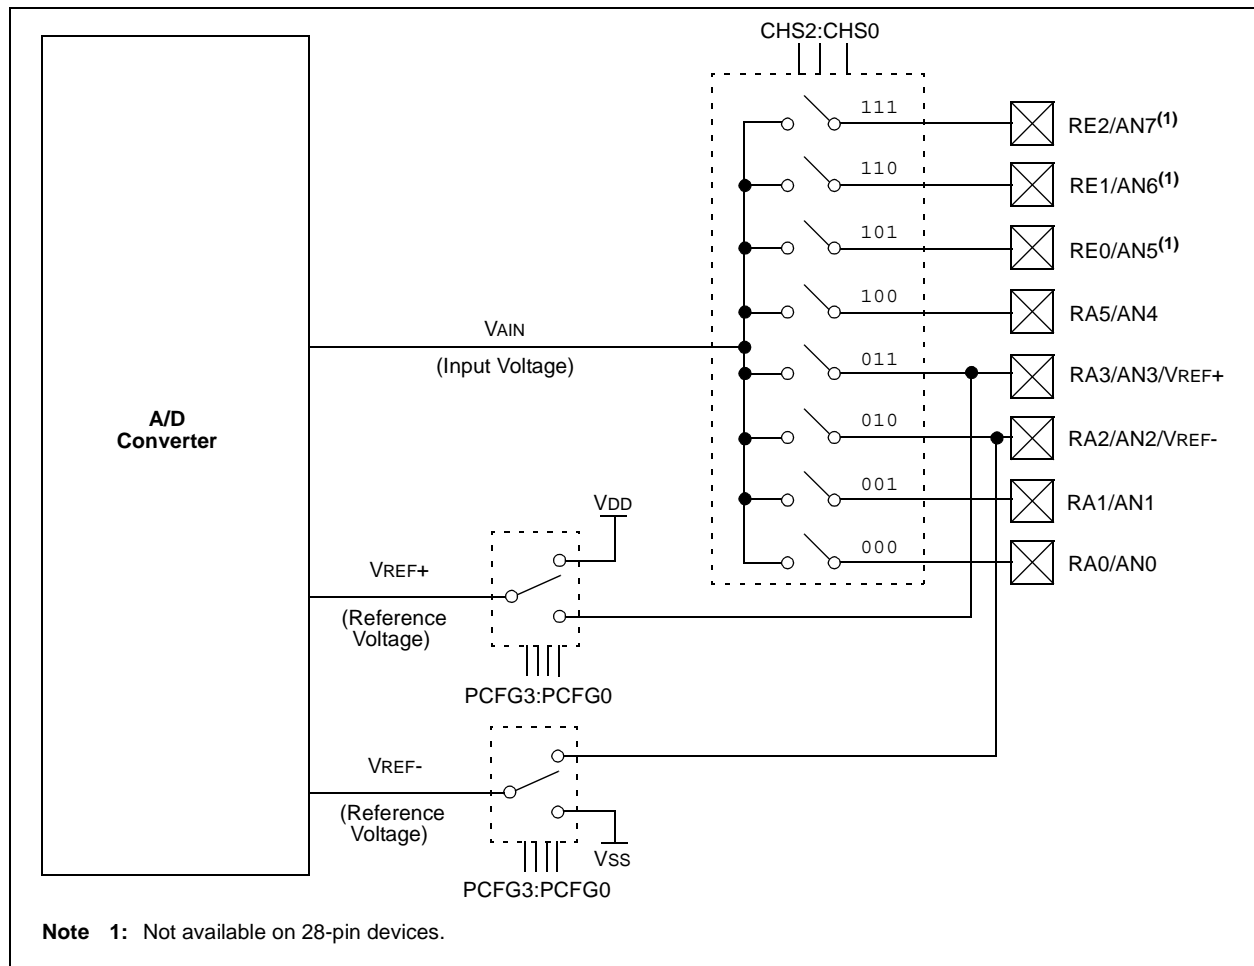 CHS2:CHS0
111
RE2/AN7(1)
110
RE1/AN6(1)
101
RE0/AN5(1)
100
RA5/AN4
VAIN
(Input Voltage)
011
RA3/AN3/VREF+
A/D
Converter
010
RA2/AN2/VREF-
001
RA1/AN1
VDD
000
RA0/AN0
VREF+
(Reference
Voltage)
PCFG3:PCFG0
VREF-
(Reference
Voltage)
VSS
PCFG3:PCFG0
Note 1: Not available on 28-pin devices.